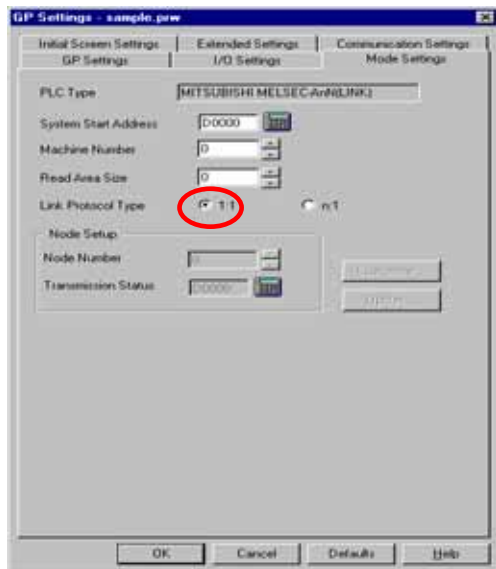 GP Settings - sample.prw
Initial Screen Settings Extended Settings Communication Settings
GP Settings I/O Settings Mode Settings
PLC Type MITSUBISHI MELSEC-AnN(LINK)
System Start Address D0000
Machine Number 0
Read Area Size 0
Link Protocol Type 1:1 n:1
Node Setup
Node Number
Transmission Status D0000
OK Cancel Defaults Help